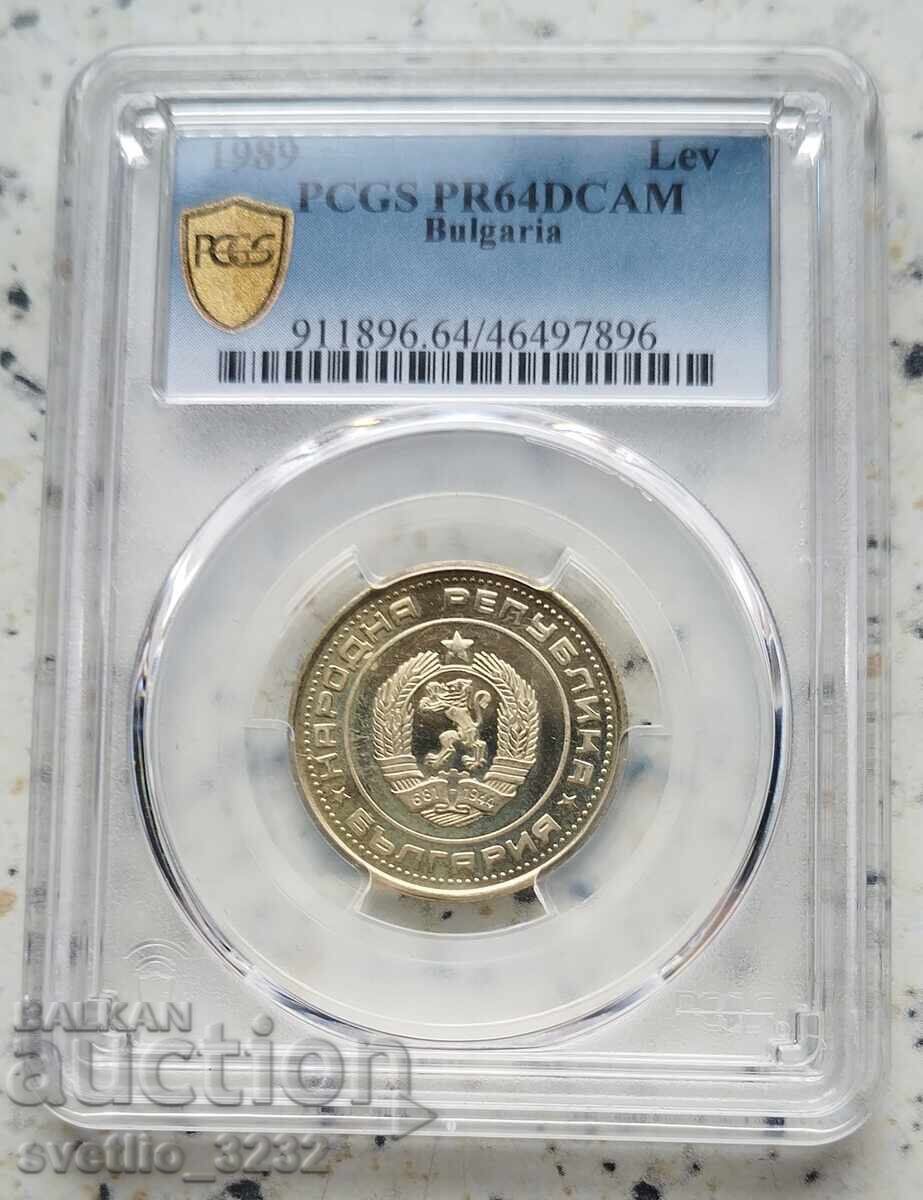 1989 Lev
PCGS PR64DCAM
Bulgaria
PCGS
911896.64/46497896
НАРОДНА РЕПУБЛИКА
681 1944
БЪЛГАРИЯ
BALKAN
auction
svetlio_3232